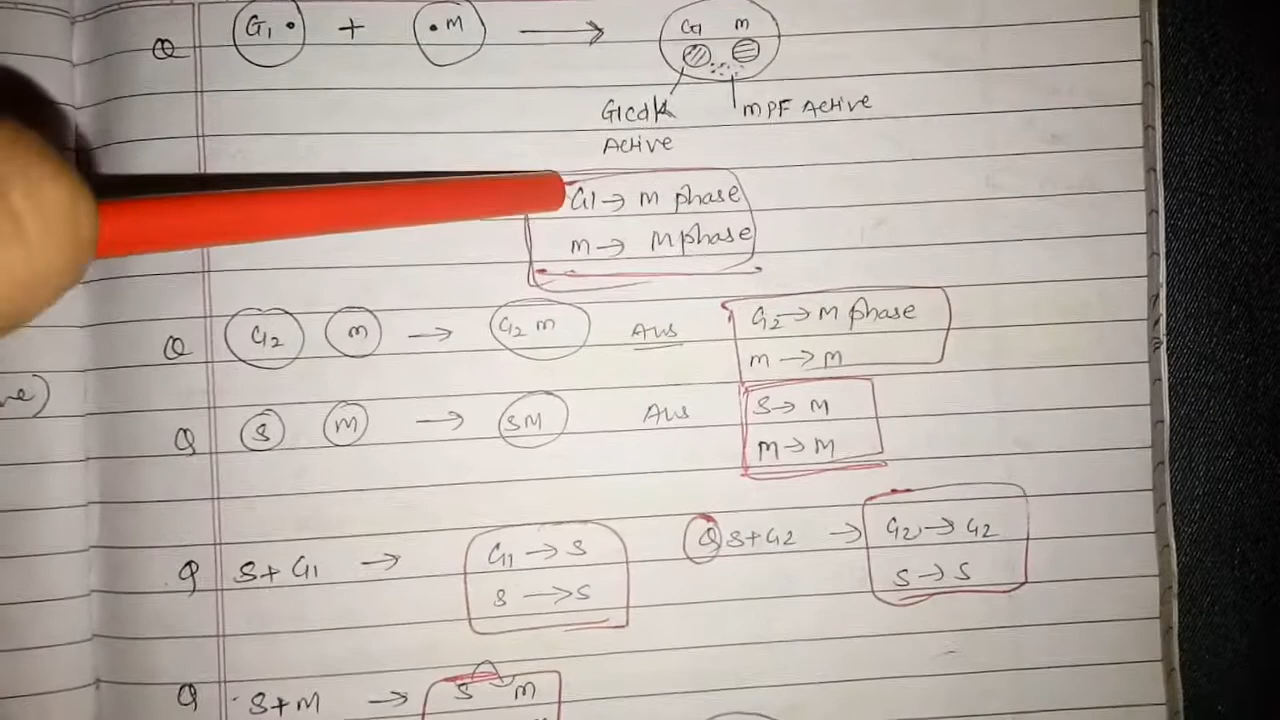 Q G1 • + • M → G1 M
G1cdk MPF Active
Active
G1 → M phase
M → M phase
Q G2 M → G2 M Ans G2 → M phase
M → M
Q S M → SM Ans S → M
M → M
Q S + G1 → G1 → S
S → S
Q S + G2 → G2 → G2
S → S
Q S + M → S M